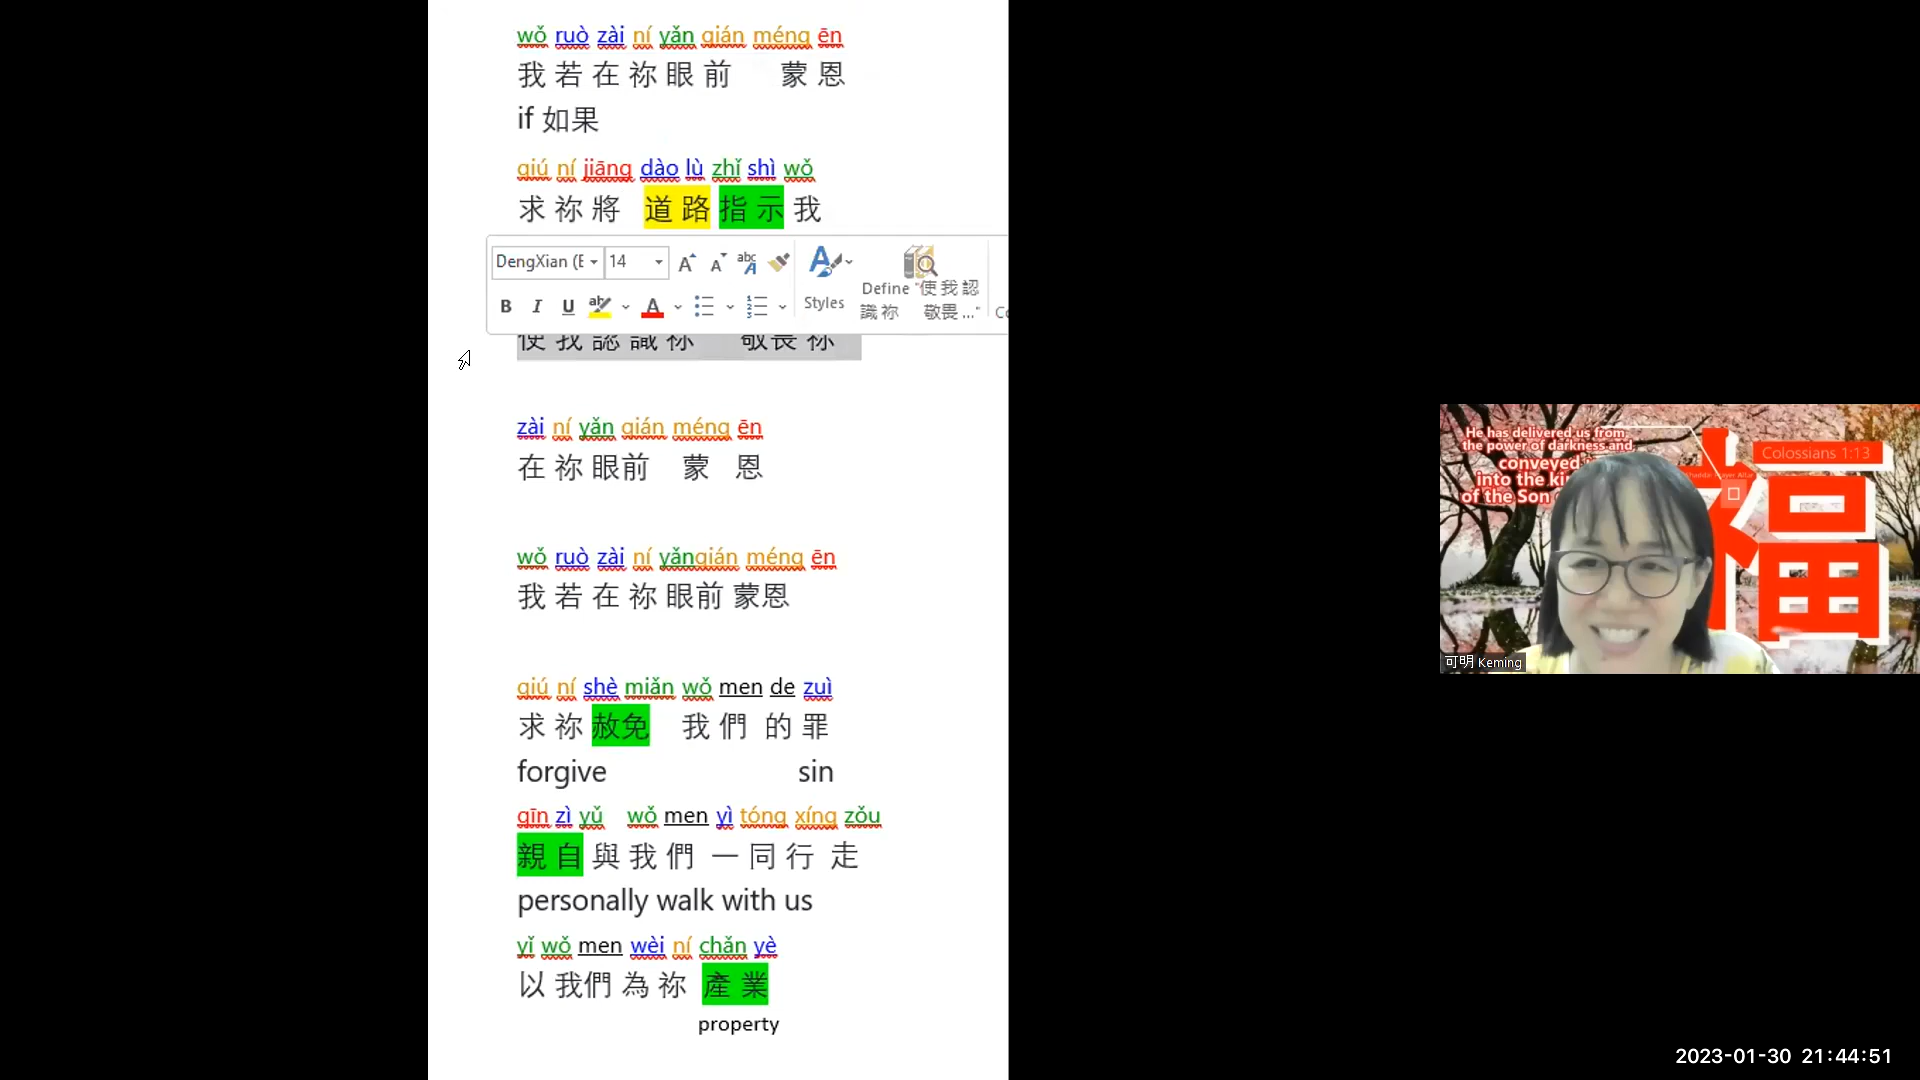 wǒ ruò zài ní yǎn qián méng ēn
我 若 在 祢 眼 前 蒙 恩
if 如果
qiú ní jiāng dào lù zhǐ shì wǒ
求 祢 將 道 路 指 示 我
DengXian (E 14
Define "使 我 認
識 祢 敬畏 ..."
B I U Styles
使 我 認 識 祢 敬畏 祢
zài ní yǎn qián méng ēn
在 祢 眼前 蒙 恩
wǒ ruò zài ní yǎnqián méng ēn
我 若 在 祢 眼前 蒙恩
qiú ní shè miǎn wǒ men de zuì
求 祢 赦免 我 們 的 罪
forgive sin
qīn zì yǔ wǒ men yì tóng xíng zǒu
親 自 與 我 們 一 同 行 走
personally walk with us
yǐ wǒ men wèi ní chǎn yè
以 我們 為 祢 產 業
property
He has delivered us from
the power of darkness and
conveyed
into the
of the Son
Colossians 1:13
福
可明 Keming
2023-01-30 21:44:51